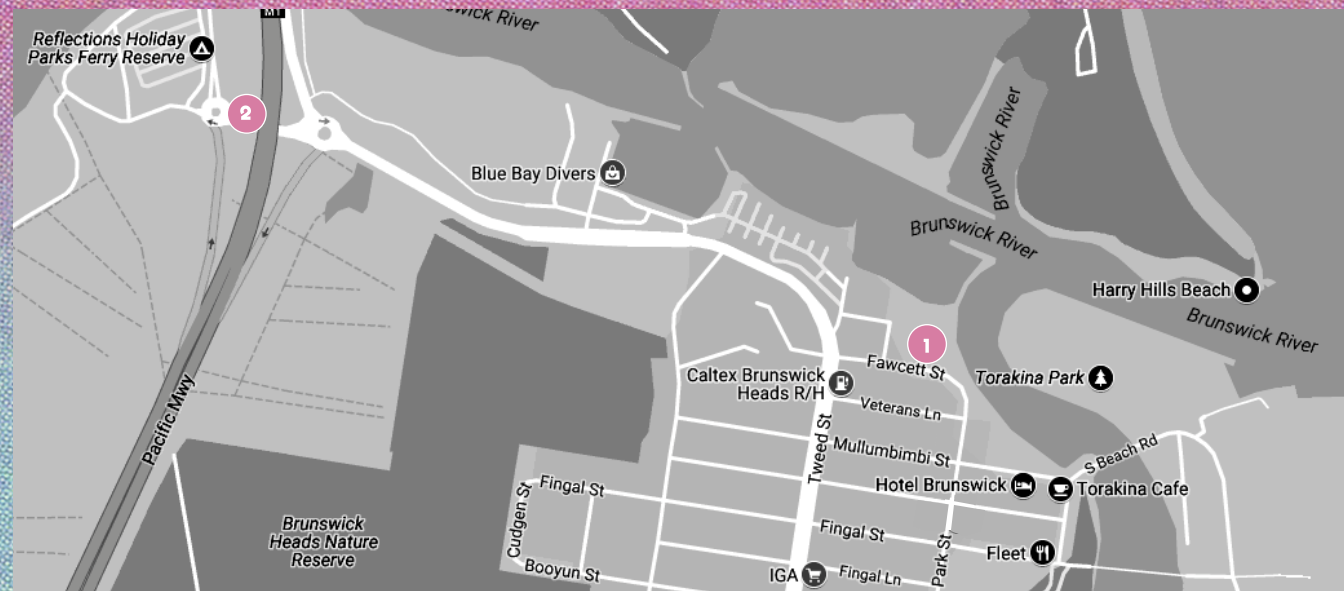 M1
Reflections Holiday
Parks Ferry Reserve
2
Brunswick River
Blue Bay Divers
Brunswick River
Brunswick River
Harry Hills Beach
Brunswick River
1
Fawcett St
Torakina Park
Caltex Brunswick
Heads R/H
Veterans Ln
Pacific Mwy
Tweed St
Mullumbimbi St
S Beach Rd
Hotel Brunswick
Torakina Cafe
Cudgen St
Fingal St
Fingal St
Park St
Brunswick
Heads Nature
Reserve
Fleet
Booyun St
IGA
Fingal Ln